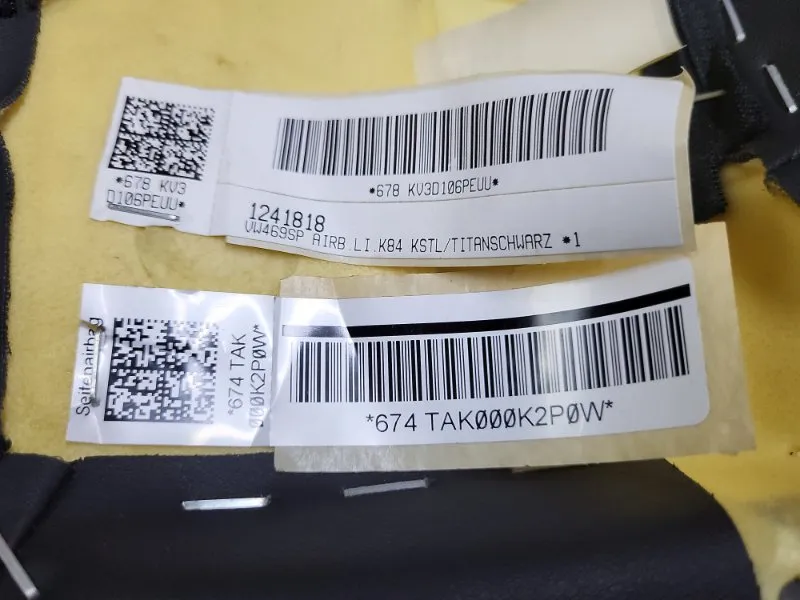 *678 KV3
D106PEUU*
*678 KV3D106PEUU*
1241818
VW469SP AIRB LI.K84 KSTL/TITANSCHWARZ *1
Seitenairbag
*674 TAK
000K2P0W*
*674 TAK000K2P0W*